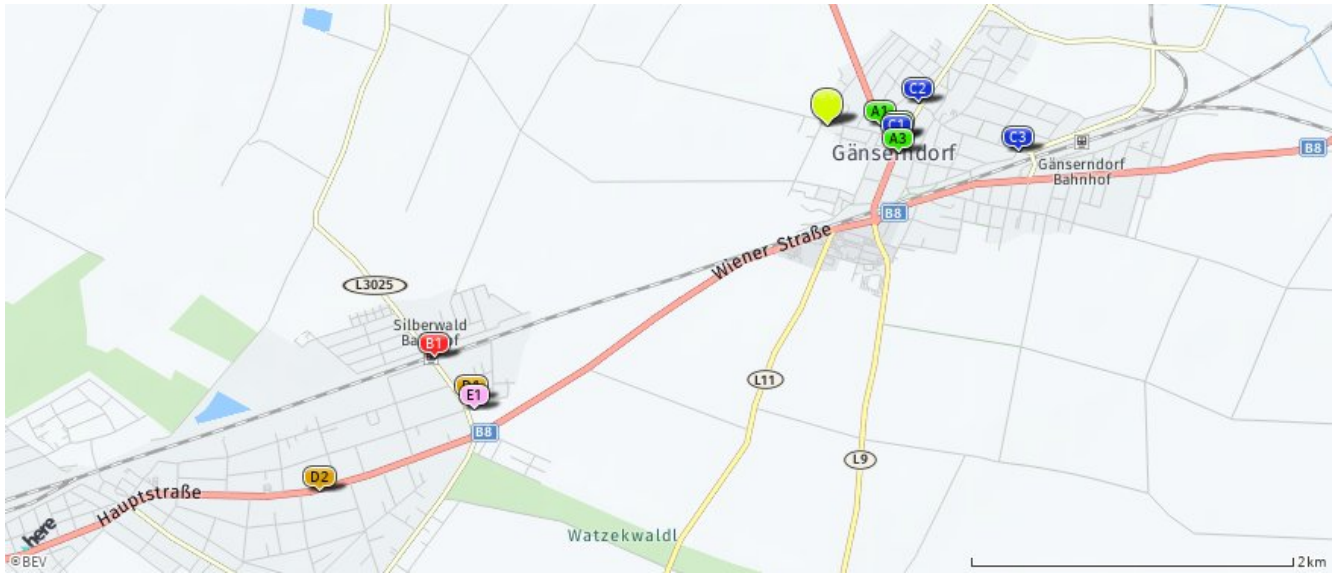 C2
A1
C1
A3
C3
Gänserndorf
B8
Gänserndorf
Bahnhof
B8
Wiener Straße
L3025
Silberwald
B1
L11
E1
B8
L9
D2
Hauptstraße
Watzekwaldl
here
©BEV
2km